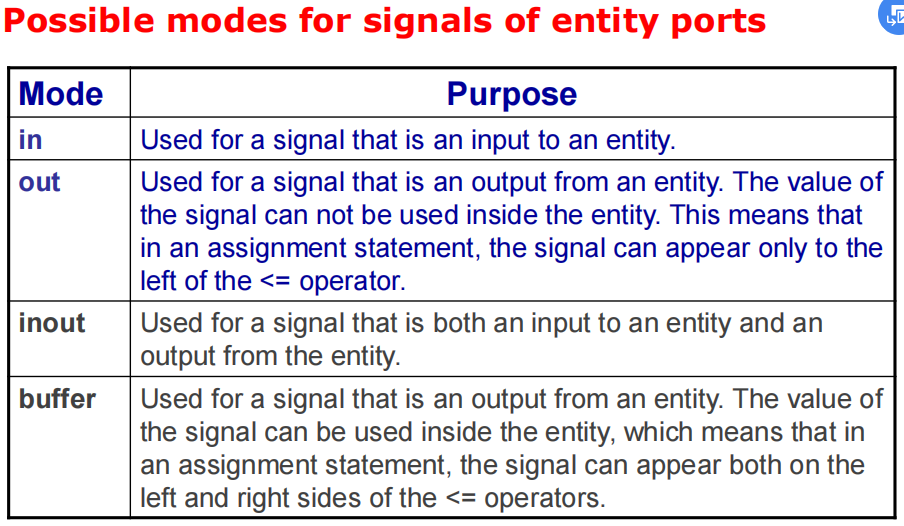 Possible modes for signals of entity ports
Mode
Purpose
in
Used for a signal that is an input to an entity.
out
Used for a signal that is an output from an entity. The value of
the signal can not be used inside the entity. This means that
in an assignment statement, the signal can appear only to the
left of the <= operator.
inout
Used for a signal that is both an input to an entity and an
output from the entity.
buffer
Used for a signal that is an output from an entity. The value of
the signal can be used inside the entity, which means that in
an assignment statement, the signal can appear both on the
left and right sides of the <= operators.